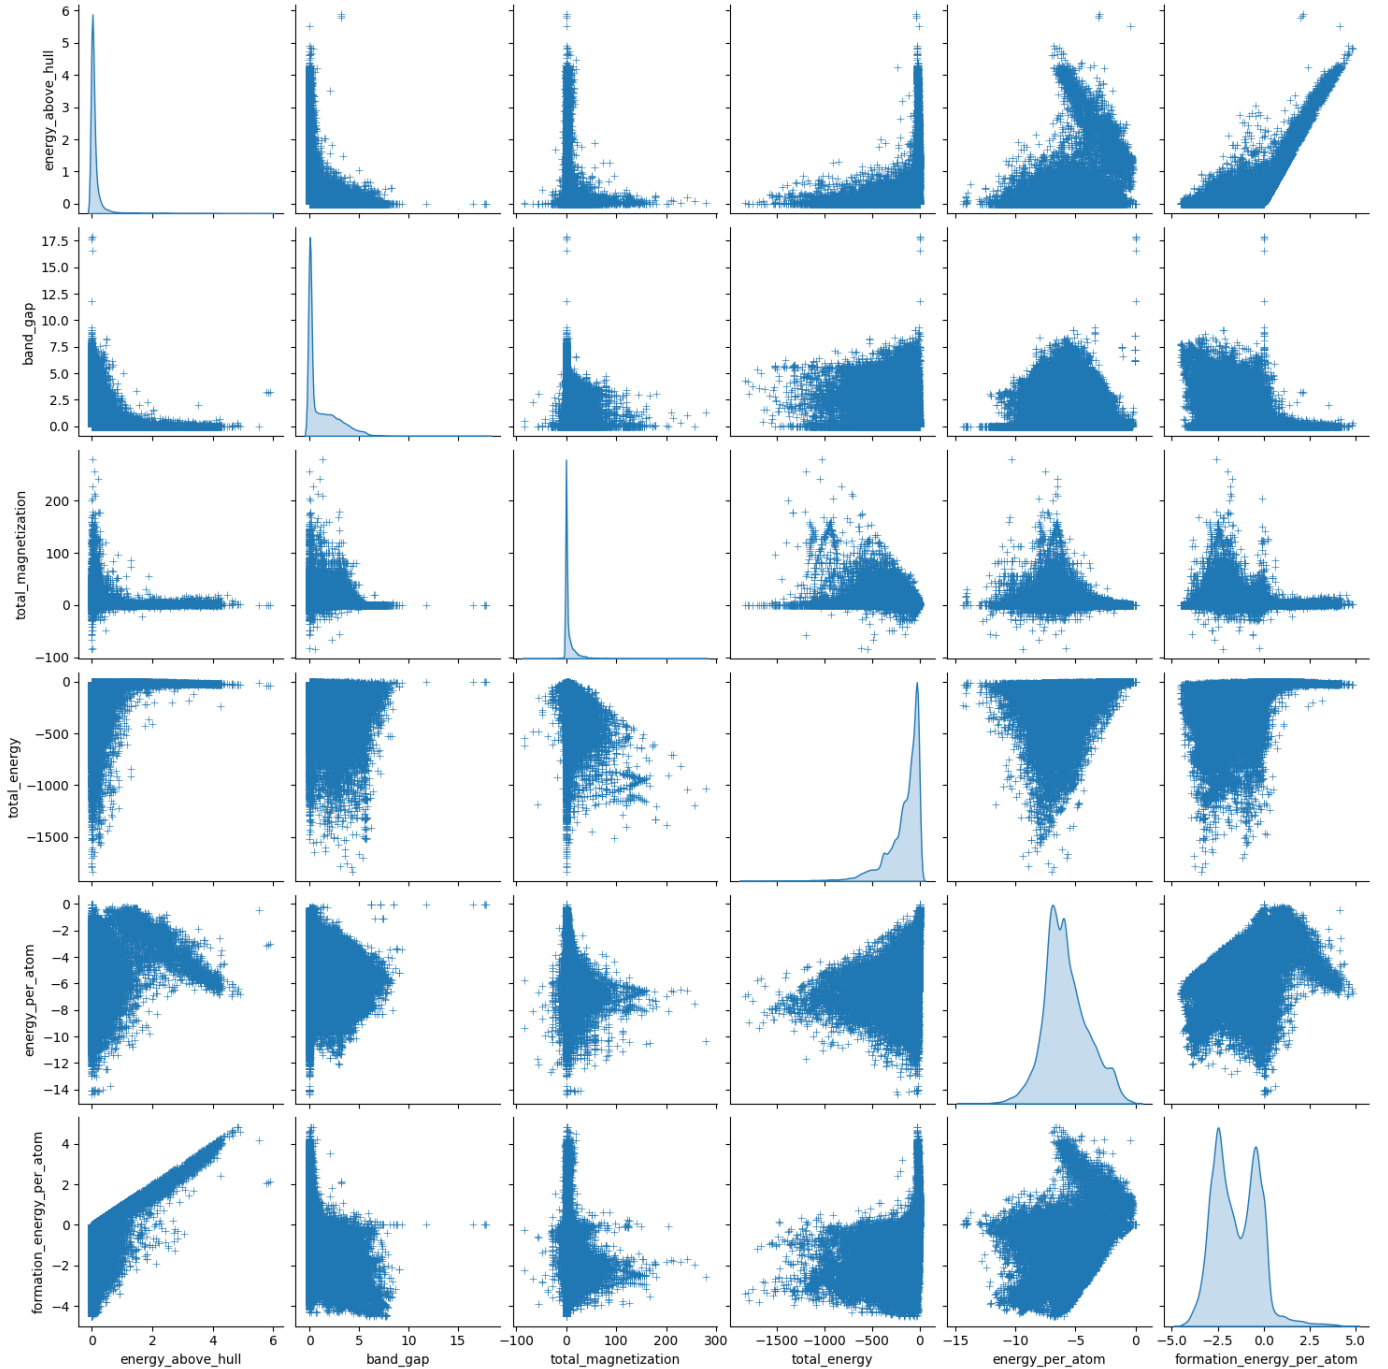 6
5
4
3
2
1
0
energy_above_hull
17.5
15.0
12.5
10.0
7.5
5.0
2.5
0.0
band_gap
200
100
0
−100
total_magnetization
0
−500
−1000
−1500
total_energy
0
−2
−4
−6
−8
−10
−12
−14
energy_per_atom
4
2
0
−2
−4
formation_energy_per_atom
0 2 4 6
energy_above_hull
0 5 10 15
band_gap
−100 0 100 200 300
total_magnetization
−1500 −1000 −500 0
total_energy
−15 −10 −5 0
energy_per_atom
−5.0 −2.5 0.0 2.5 5.0
formation_energy_per_atom